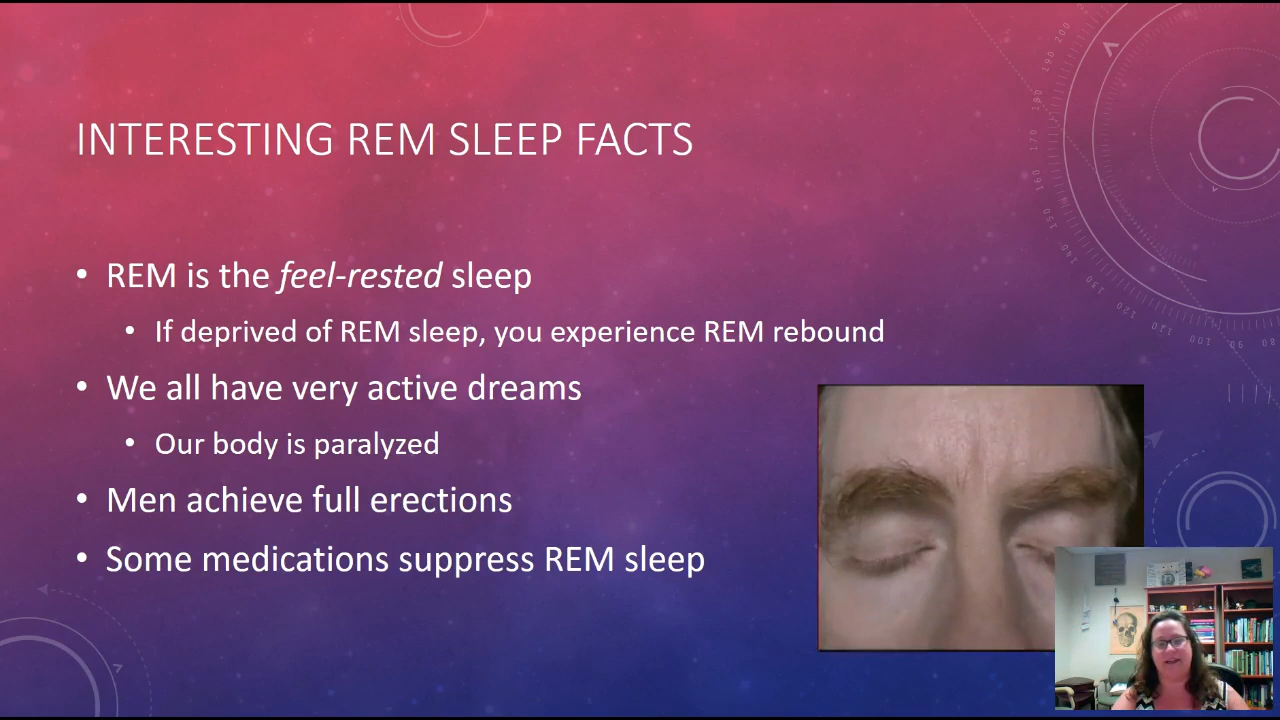 INTERESTING REM SLEEP FACTS
• REM is the feel-rested sleep
• If deprived of REM sleep, you experience REM rebound
• We all have very active dreams
• Our body is paralyzed
• Men achieve full erections
• Some medications suppress REM sleep